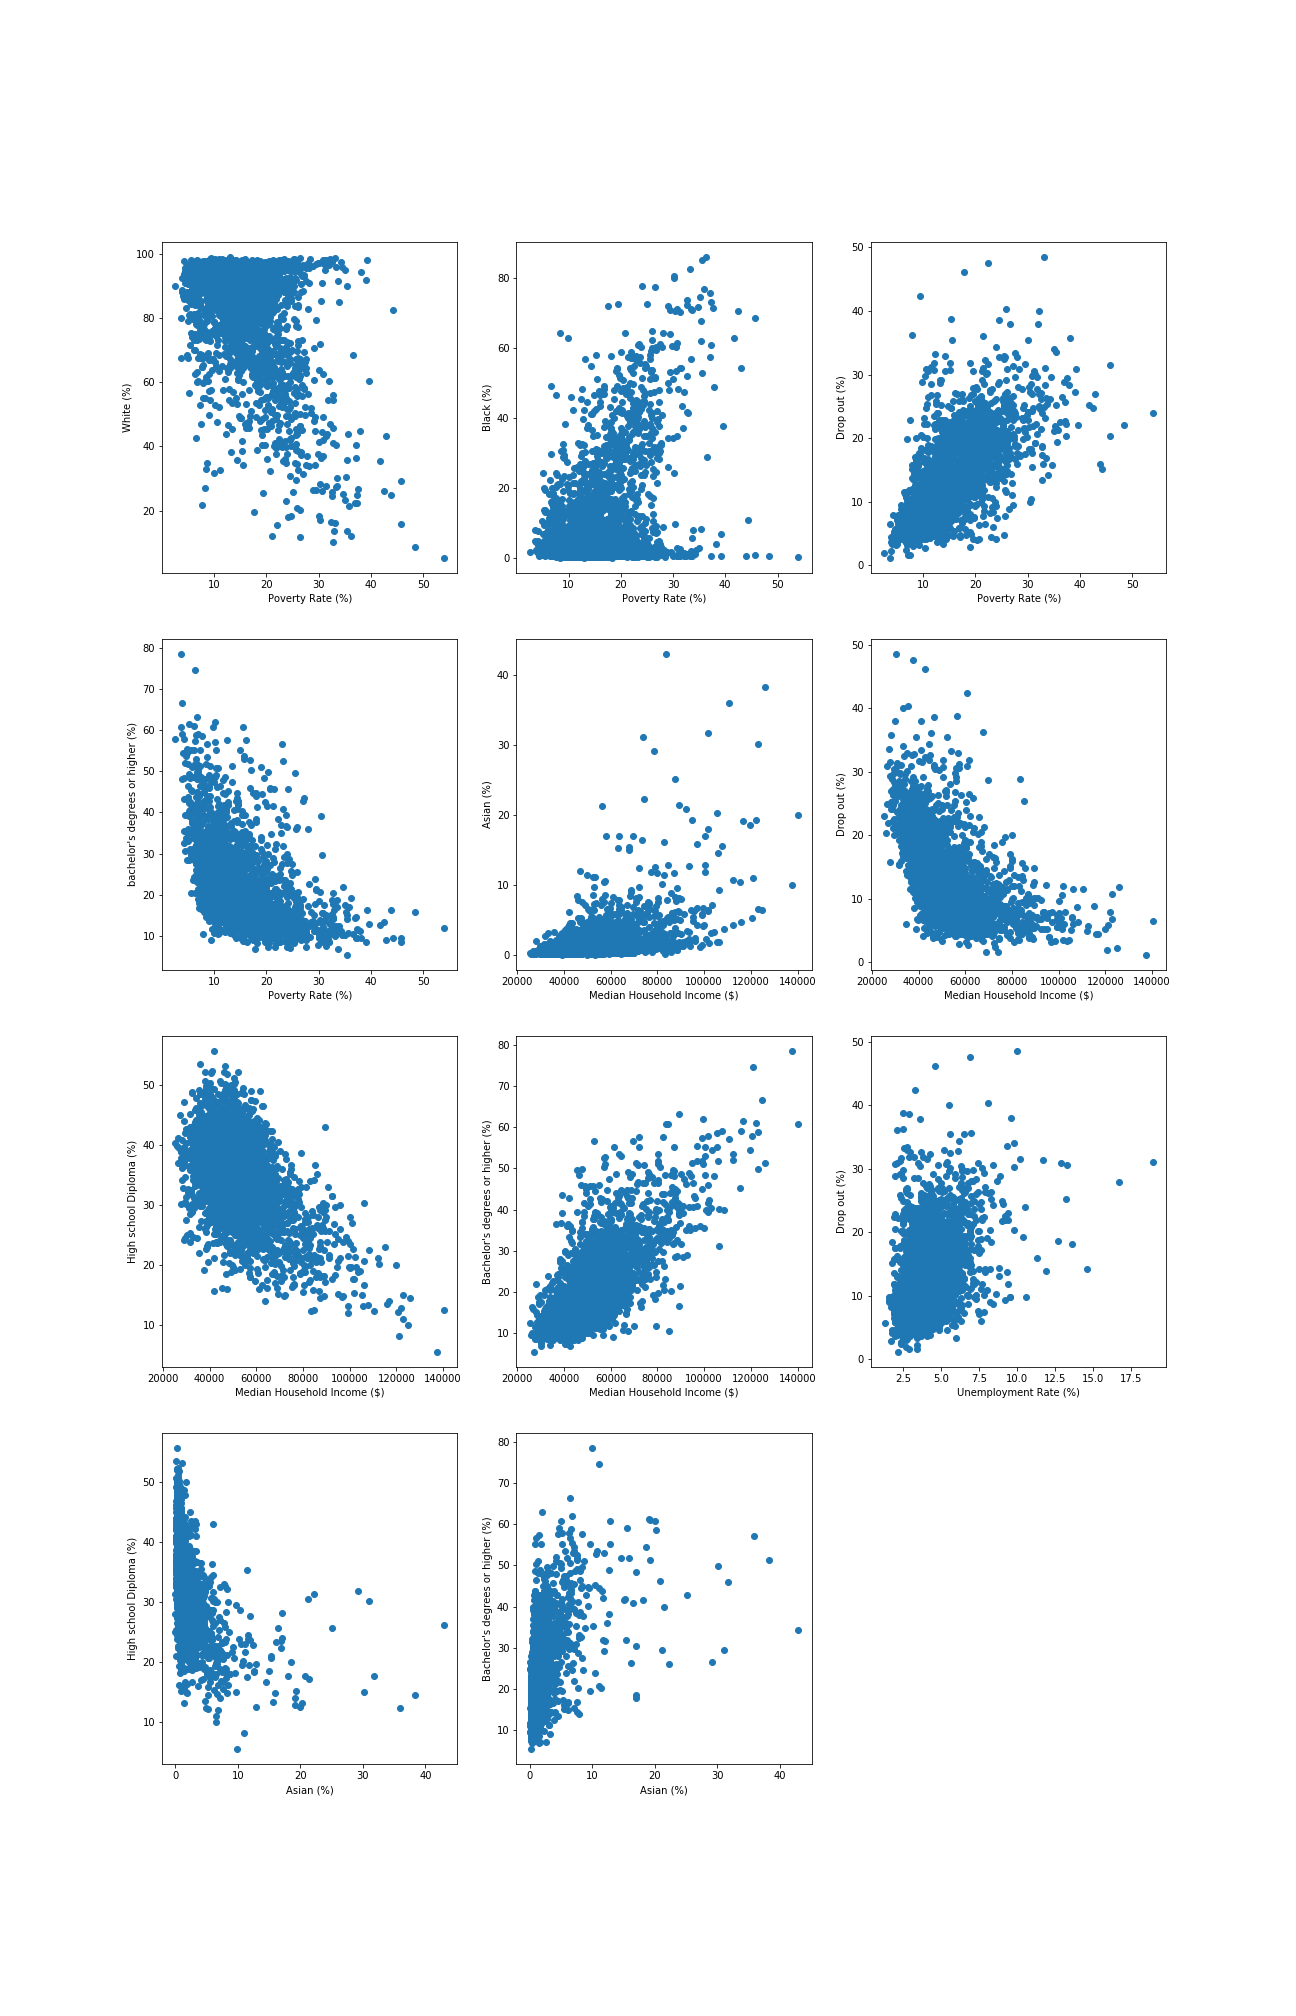 100
80
60
40
20
White (%)
10 20 30 40 50
Poverty Rate (%)
80
60
40
20
0
Black (%)
10 20 30 40 50
Poverty Rate (%)
50
40
30
20
10
0
Drop out (%)
10 20 30 40 50
Poverty Rate (%)
80
70
60
50
40
30
20
10
bachelor's degrees or higher (%)
10 20 30 40 50
Poverty Rate (%)
40
30
20
10
0
Asian (%)
20000 40000 60000 80000 100000 120000 140000
Median Household Income ($)
50
40
30
20
10
0
Drop out (%)
20000 40000 60000 80000 100000 120000 140000
Median Household Income ($)
50
40
30
20
10
High school Diploma (%)
20000 40000 60000 80000 100000 120000 140000
Median Household Income ($)
80
70
60
50
40
30
20
10
Bachelor's degrees or higher (%)
20000 40000 60000 80000 100000 120000 140000
Median Household Income ($)
50
40
30
20
10
0
Drop out (%)
2.5 5.0 7.5 10.0 12.5 15.0 17.5
Unemployment Rate (%)
50
40
30
20
10
High school Diploma (%)
0 10 20 30 40
Asian (%)
80
70
60
50
40
30
20
10
Bachelor's degrees or higher (%)
0 10 20 30 40
Asian (%)